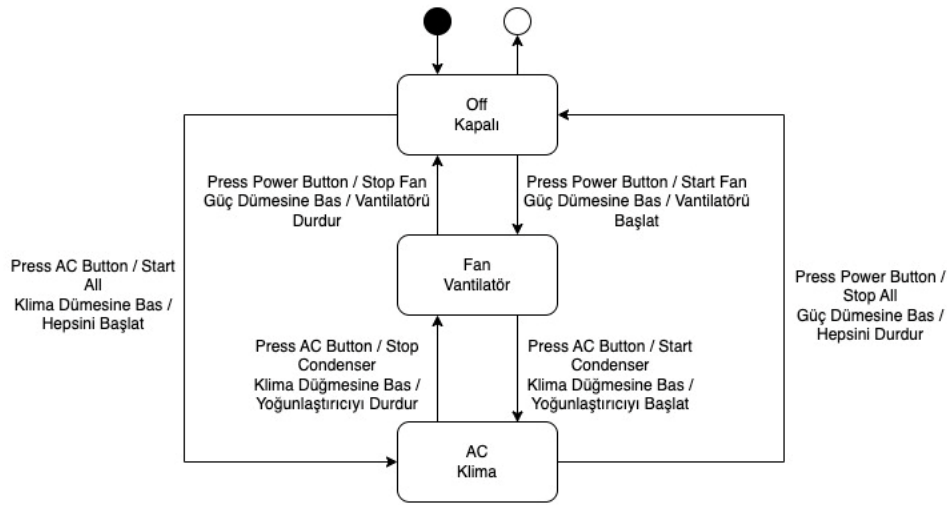 Off
Kapalı
Press Power Button / Stop Fan
Güç Dümesine Bas / Vantilatörü
Durdur
Press Power Button / Start Fan
Güç Dümesine Bas / Vantilatörü
Başlat
Fan
Vantilatör
Press AC Button / Start
All
Klima Dümesine Bas /
Hepsini Başlat
Press Power Button /
Stop All
Güç Dümesine Bas /
Hepsini Durdur
Press AC Button / Stop
Condenser
Klima Düğmesine Bas /
Yoğunlaştırıcıyı Durdur
Press AC Button / Start
Condenser
Klima Düğmesine Bas /
Yoğunlaştırıcıyı Başlat
AC
Klima